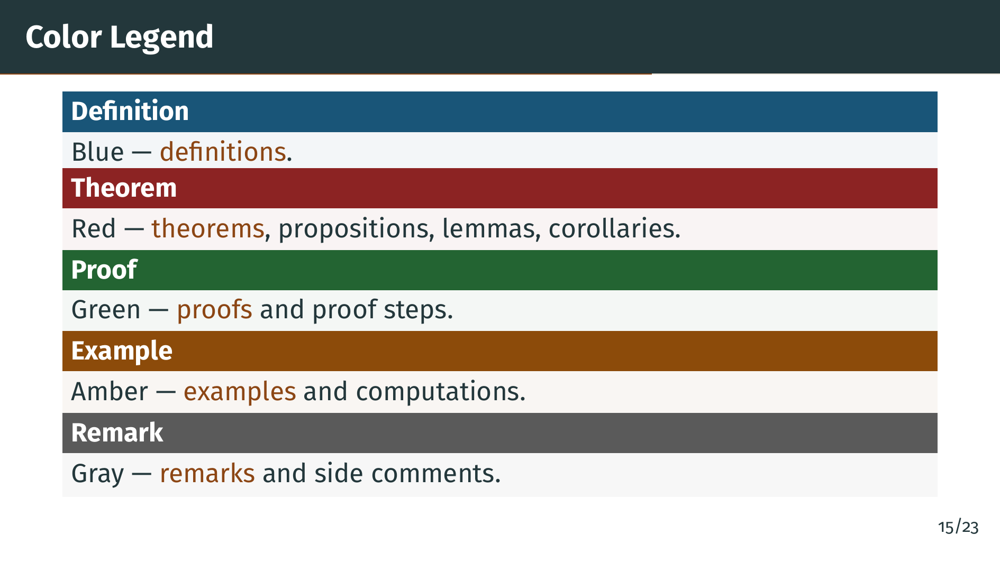 Color Legend
Definition
Blue — definitions.
Theorem
Red — theorems, propositions, lemmas, corollaries.
Proof
Green — proofs and proof steps.
Example
Amber — examples and computations.
Remark
Gray — remarks and side comments.
15/23